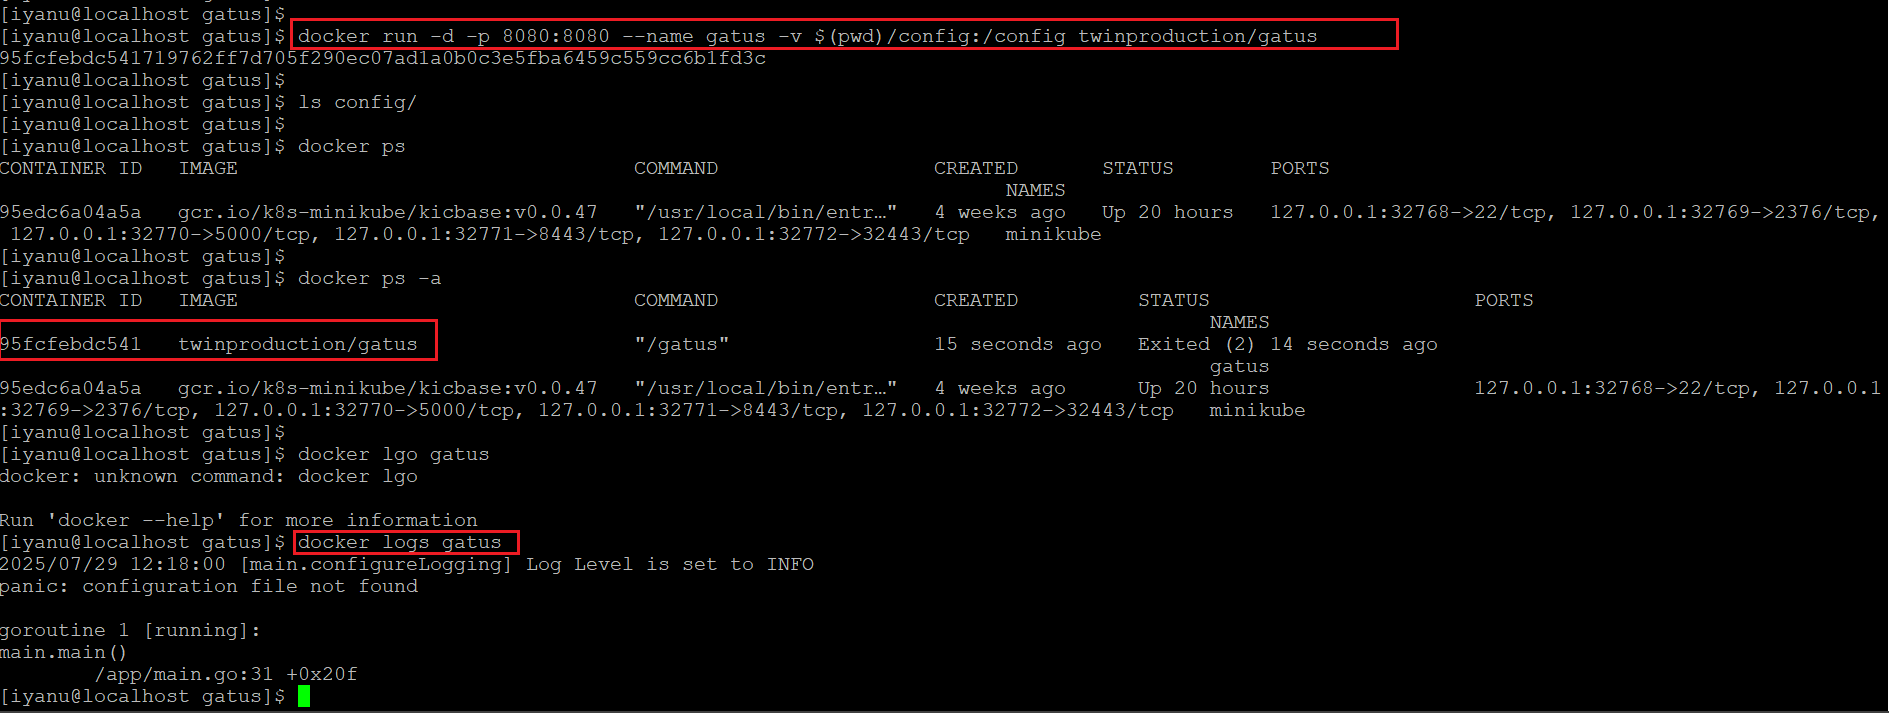 [iyanu@localhost gatus]$
[iyanu@localhost gatus]$ docker run -d -p 8080:8080 --name gatus -v $(pwd)/config:/config twinproduction/gatus
95fcfebdc541719762ff7d705f290ec07ad1a0b0c3e5fba6459c559cc6b1fd3c
[iyanu@localhost gatus]$
[iyanu@localhost gatus]$ ls config/
[iyanu@localhost gatus]$
[iyanu@localhost gatus]$ docker ps
CONTAINER ID   IMAGE                                 COMMAND                  CREATED       STATUS        PORTS
                                                                                    NAMES
95edc6a04a5a   gcr.io/k8s-minikube/kicbase:v0.0.47   "/usr/local/bin/entr…"   4 weeks ago   Up 20 hours   127.0.0.1:32768->22/tcp, 127.0.0.1:32769->2376/tcp,
 127.0.0.1:32770->5000/tcp, 127.0.0.1:32771->8443/tcp, 127.0.0.1:32772->32443/tcp   minikube
[iyanu@localhost gatus]$
[iyanu@localhost gatus]$ docker ps -a
CONTAINER ID   IMAGE                                 COMMAND                  CREATED          STATUS                      PORTS
                                                                                                     NAMES
95fcfebdc541   twinproduction/gatus                  "/gatus"                 15 seconds ago   Exited (2) 14 seconds ago
                                                                                                     gatus
95edc6a04a5a   gcr.io/k8s-minikube/kicbase:v0.0.47   "/usr/local/bin/entr…"   4 weeks ago      Up 20 hours                 127.0.0.1:32768->22/tcp, 127.0.0.1
:32769->2376/tcp, 127.0.0.1:32770->5000/tcp, 127.0.0.1:32771->8443/tcp, 127.0.0.1:32772->32443/tcp   minikube
[iyanu@localhost gatus]$
[iyanu@localhost gatus]$ docker lgo gatus
docker: unknown command: docker lgo

Run 'docker --help' for more information
[iyanu@localhost gatus]$ docker logs gatus
2025/07/29 12:18:00 [main.configureLogging] Log Level is set to INFO
panic: configuration file not found

goroutine 1 [running]:
main.main()
        /app/main.go:31 +0x20f
[iyanu@localhost gatus]$